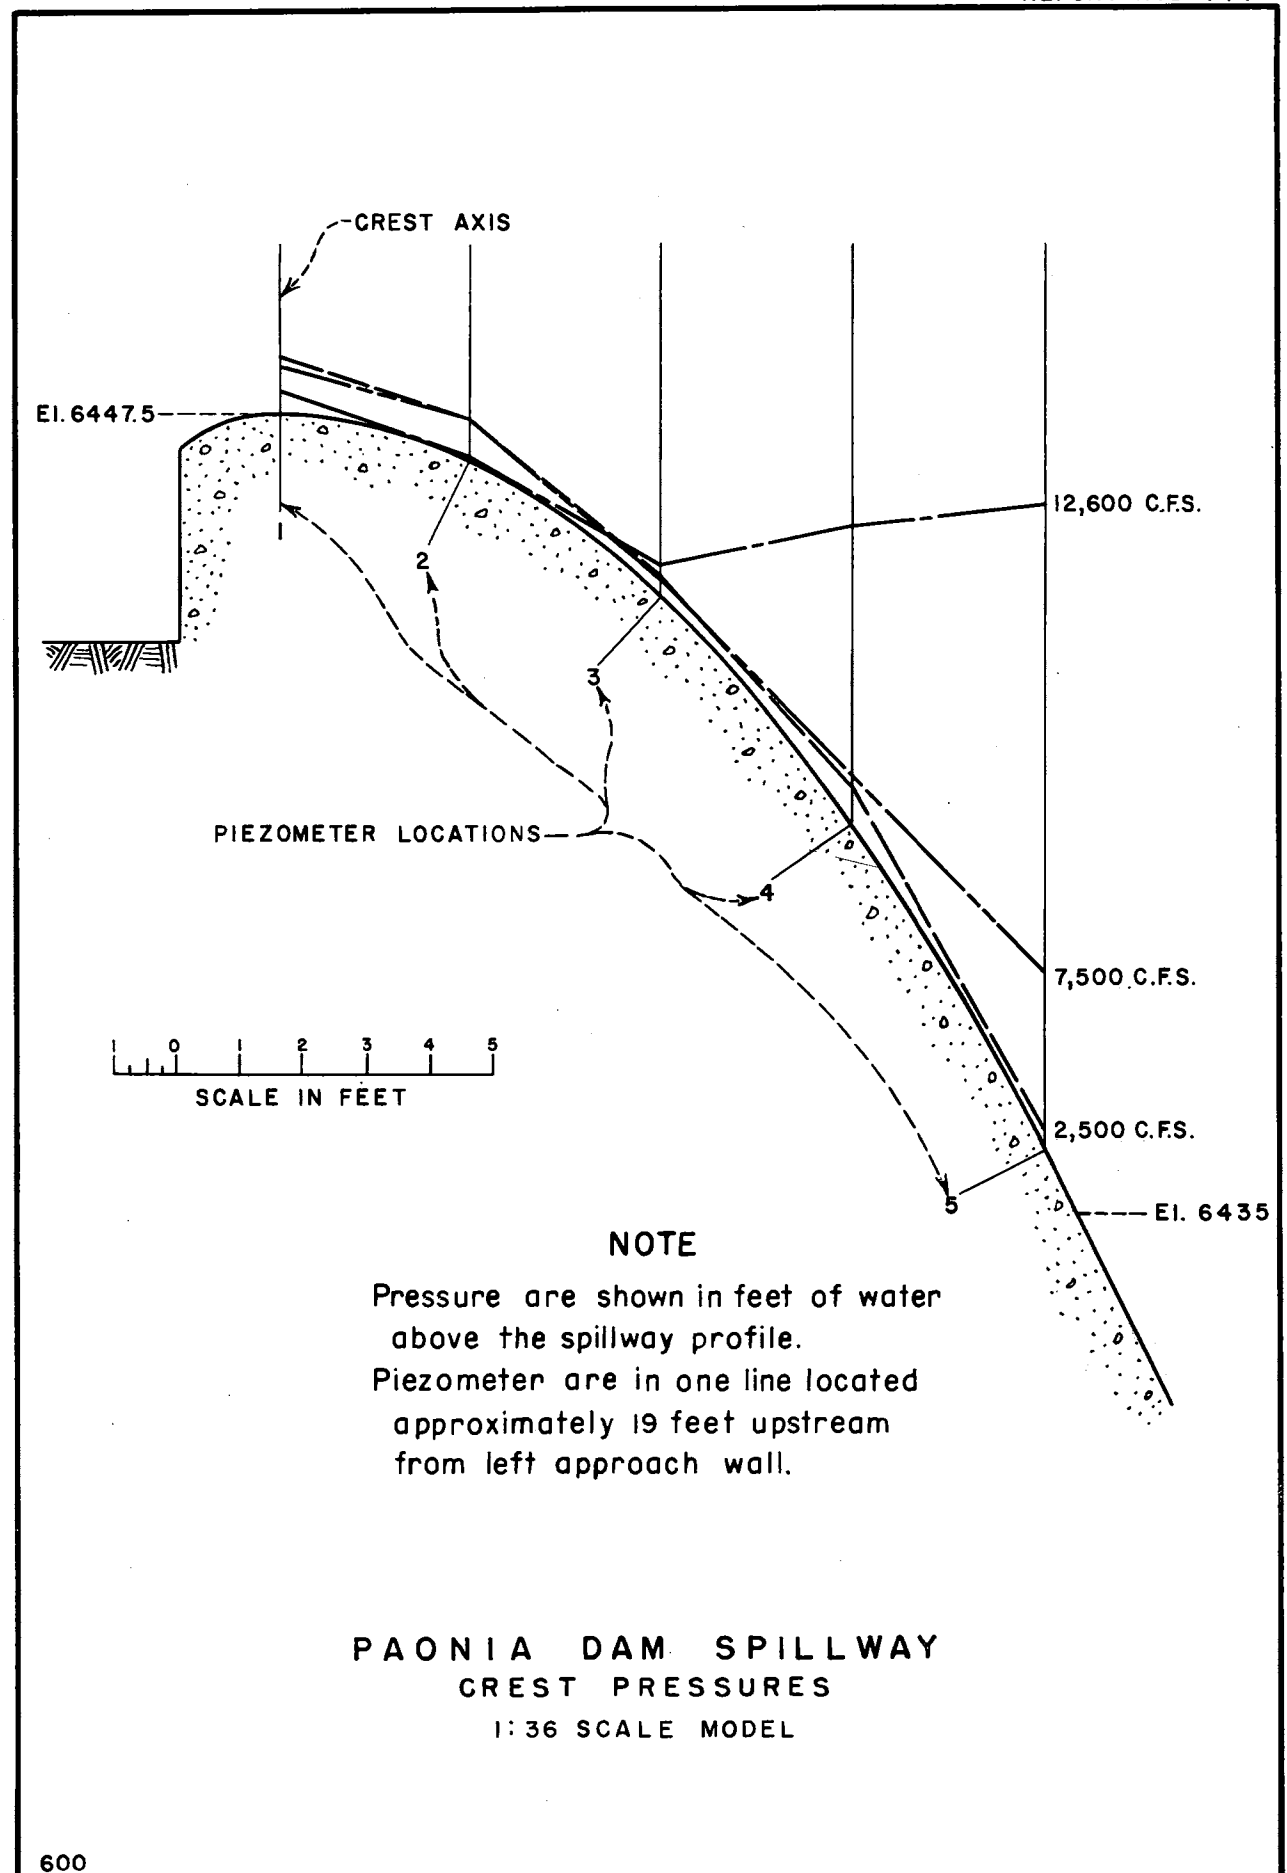 CREST AXIS
El. 6447.5
12,600 C.F.S.
2
3
PIEZOMETER LOCATIONS
4
7,500 C.F.S.
1 0 1 2 3 4 5
SCALE IN FEET
2,500 C.F.S.
5
El. 6435
NOTE
Pressure are shown in feet of water
above the spillway profile.
Piezometer are in one line located
approximately 19 feet upstream
from left approach wall.
PAONIA DAM SPILLWAY
CREST PRESSURES
1:36 SCALE MODEL
600